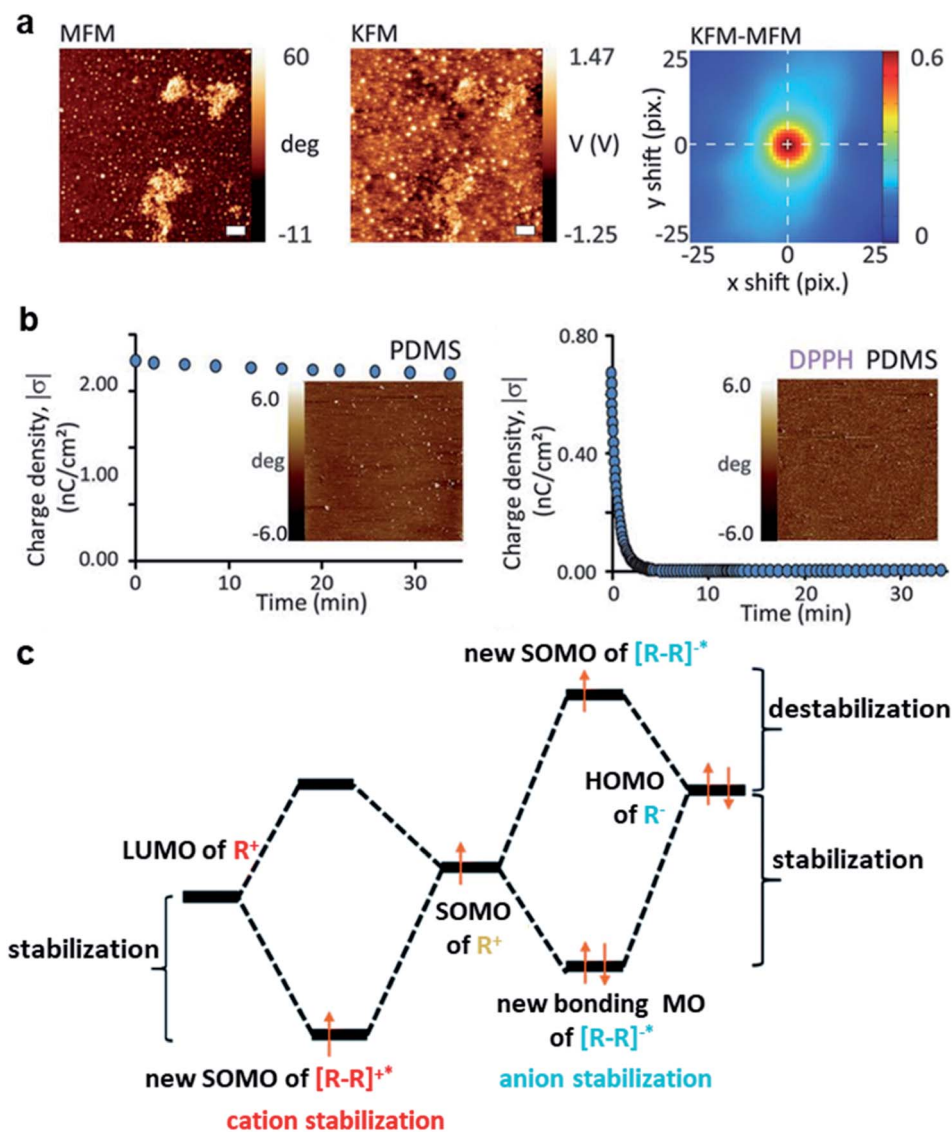 a
MFM
KFM
KFM-MFM
60
deg
-11
1.47
V (V)
-1.25
25
0
-25
y shift (pix.)
-25
0
25
x shift (pix.)
0.6
0
b
PDMS
2.00
1.00
0.00
Charge density, |σ|
(nC/cm²)
6.0
deg
-6.0
0
10
20
30
Time (min)
DPPH PDMS
0.80
0.40
0.00
Charge density, |σ|
(nC/cm²)
6.0
deg
-6.0
0
10
20
30
Time (min)
c
new SOMO of [R-R]-*
destabilization
HOMO
of R-
LUMO of R+
stabilization
SOMO
of R+
stabilization
new bonding MO
of [R-R]-*
new SOMO of [R-R]+*
anion stabilization
cation stabilization